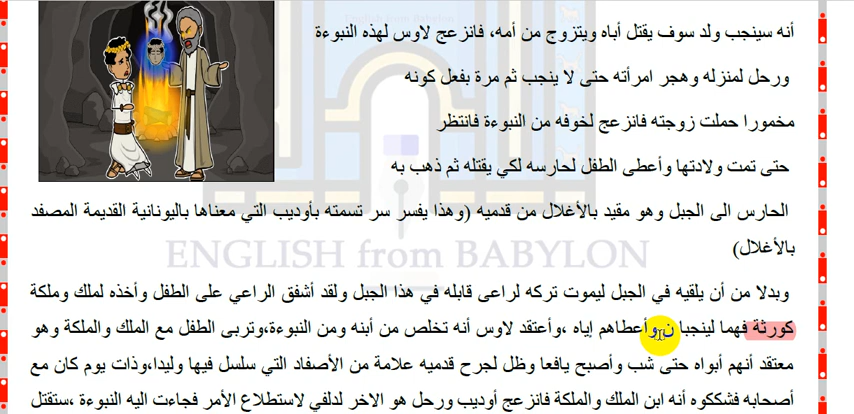 أنه سينجب ولد سوف يقتل أباه ويتزوج من أمه، فانزعج لاوس لهذه النبوءة
ورحل لمنزله وهجر امرأته حتى لا ينجب ثم مرة بفعل كونه
مخمورا حملت زوجته فانزعج لخوفه من النبوءة فانتظر
حتى تمت ولادتها وأعطى الطفل لحارسه لكي يقتله ثم ذهب به
الحارس الى الجبل وهو مقيد بالأغلال من قدميه (وهذا يفسر سر تسمته بأوديب التي معناها باليونانية القديمة المصفد
بالأغلال)
ENGLISH from BABYLON
وبدلا من أن يلقيه في الجبل ليموت تركه لراعى قابله في هذا الجبل ولقد أشفق الراعي على الطفل وأخذه لملك وملكة
كورثة فهما لينجبان وأعطاهم إياه ،وأعتقد لاوس أنه تخلص من أبنه ومن النبوءة،وتربى الطفل مع الملك والملكة وهو
معتقد أنهم أبواه حتى شب وأصبح يافعا وظل لجرح قدميه علامة من الأصفاد التي سلسل فيها وليدا،وذات يوم كان مع
أصحابه فشككوه أنه ابن الملك والملكة فانزعج أوديب ورحل هو الاخر لدلفي لاستطلاع الأمر فجاءت اليه النبوءة ،ستقتل